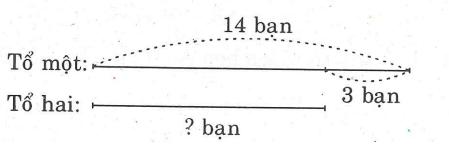 14 bạn
Tổ một:
3 bạn
Tổ hai:
? bạn